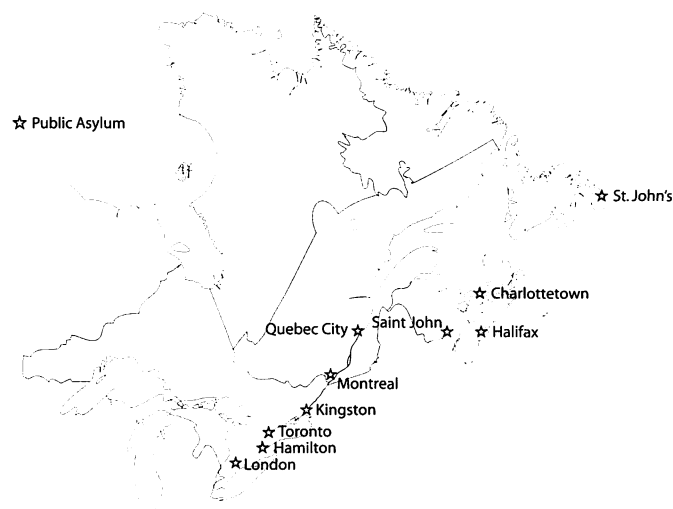 Public Asylum
St. John's
Charlottetown
Quebec City
Saint John
Halifax
Montreal
Kingston
Toronto
Hamilton
London